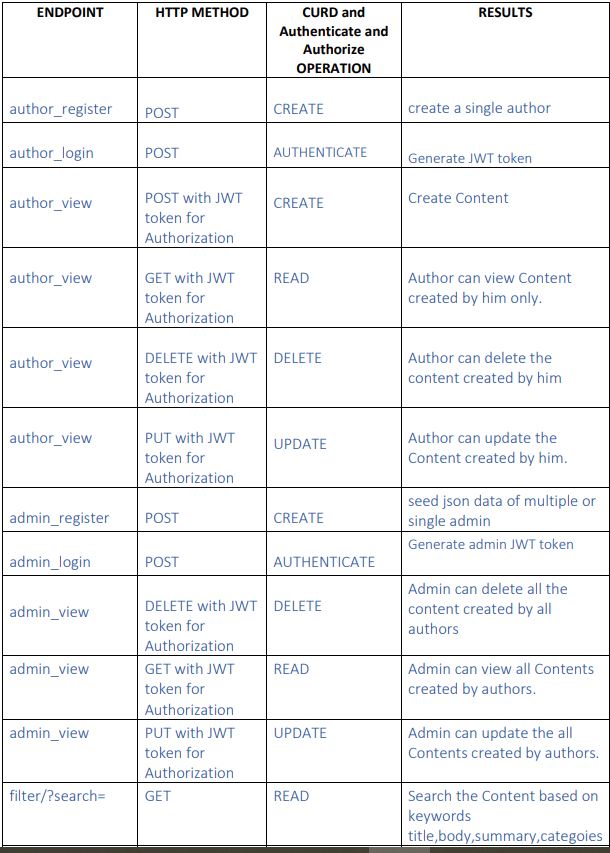 ENDPOINT
HTTP METHOD
CURD and
Authenticate and
Authorize
OPERATION
RESULTS
author_register
POST
CREATE
create a single author
author_login
POST
AUTHENTICATE
Generate JWT token
author_view
POST with JWT
token for
Authorization
CREATE
Create Content
author_view
GET with JWT
token for
Authorization
READ
Author can view Content
created by him only.
author_view
DELETE with JWT
token for
Authorization
DELETE
Author can delete the
content created by him
author_view
PUT with JWT
token for
Authorization
UPDATE
Author can update the
Content created by him.
admin_register
POST
CREATE
seed json data of multiple or
single admin
admin_login
POST
AUTHENTICATE
Generate admin JWT token
admin_view
DELETE with JWT
token for
Authorization
DELETE
Admin can delete all the
content created by all
authors
admin_view
GET with JWT
token for
Authorization
READ
Admin can view all Contents
created by authors.
admin_view
PUT with JWT
token for
Authorization
UPDATE
Admin can update the all
Contents created by authors.
filter/?search=
GET
READ
Search the Content based on
keywords
title,body,summary,categoies